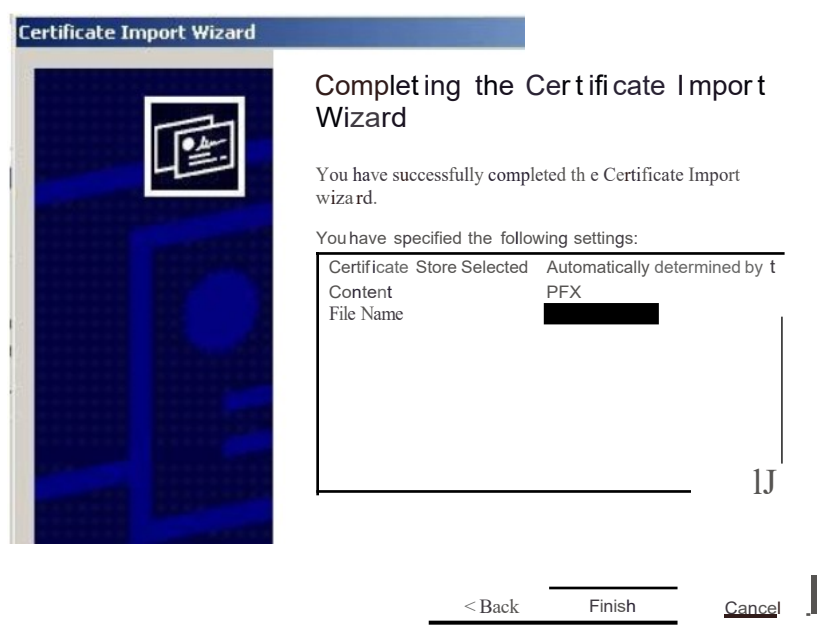 Certificate Import Wizard
Completing the Certificate Import
Wizard
You have successfully completed the Certificate Import
wizard.
You have specified the following settings:
Certificate Store Selected Automatically determined by t
Content PFX
File Name
lJ
< Back Finish Cancel